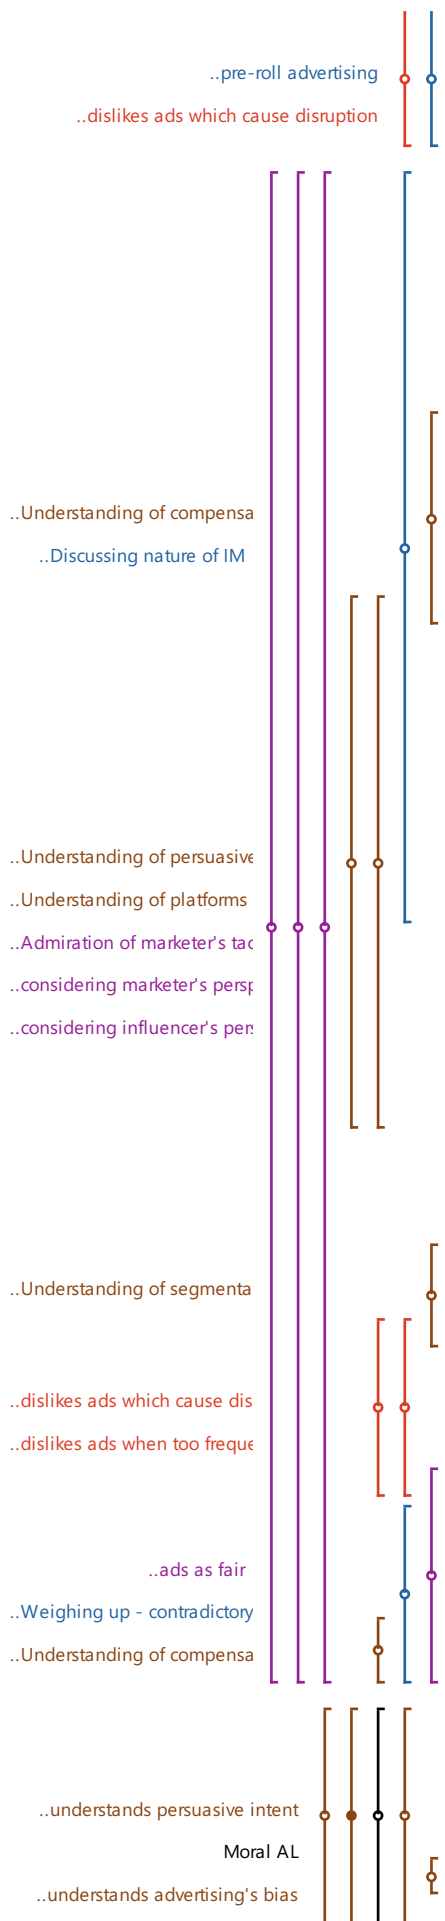 ..pre-roll advertising
..dislikes ads which cause disruption
..Understanding of compensa
..Discussing nature of IM
..Understanding of persuasive
..Understanding of platforms
..Admiration of marketer's tac
..considering marketer's persp
..considering influencer's pers
..Understanding of segmenta
..dislikes ads which cause dis
..dislikes ads when too freque
..ads as fair
..Weighing up - contradictory
..Understanding of compensa
..understands persuasive intent
Moral AL
..understands advertising's bias